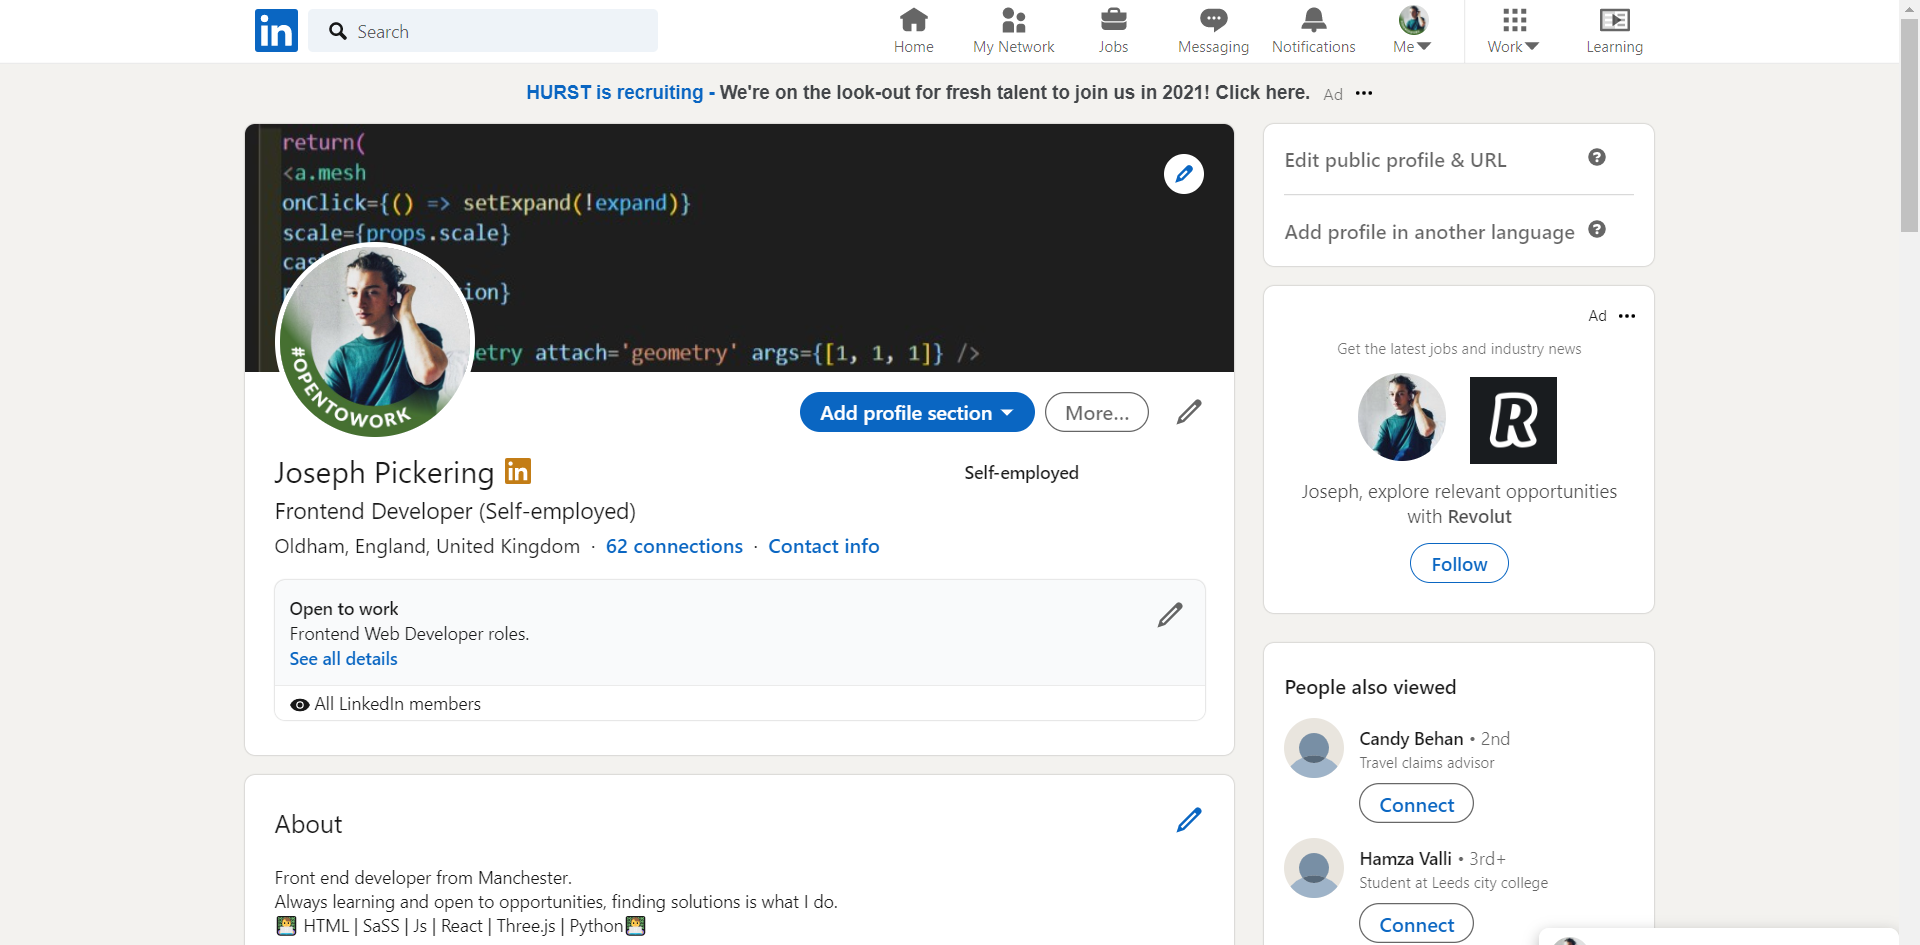 in
Search
Home
My Network
Jobs
Messaging
Notifications
Me
Work
Learning
HURST is recruiting - We're on the look-out for fresh talent to join us in 2021! Click here. Ad
return(
<a.mesh
onClick={() => setExpand(!expand)}
scale={props.scale}
cas
ion}
etry attach='geometry' args={[1, 1, 1]} />
#OPENTOWORK
Add profile section
More...
Joseph Pickering in
Self-employed
Frontend Developer (Self-employed)
Oldham, England, United Kingdom · 62 connections · Contact info
Open to work
Frontend Web Developer roles.
See all details
All LinkedIn members
About
Front end developer from Manchester.
Always learning and open to opportunities, finding solutions is what I do.
HTML | SaSS | Js | React | Three.js | Python
Edit public profile & URL
Add profile in another language
Ad
Get the latest jobs and industry news
R
Joseph, explore relevant opportunities
with Revolut
Follow
People also viewed
Candy Behan • 2nd
Travel claims advisor
Connect
Hamza Valli • 3rd+
Student at Leeds city college
Connect